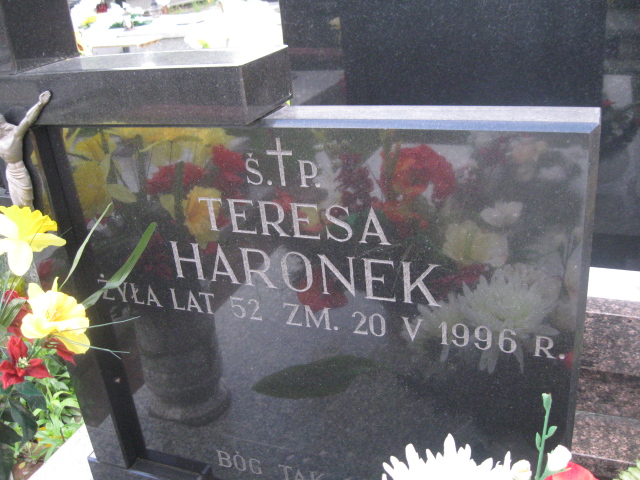 Ś.†P.
TERESA
HARONEK
ŻYŁA LAT 52 ZM. 20 V 1996 R.
BÓG TAK